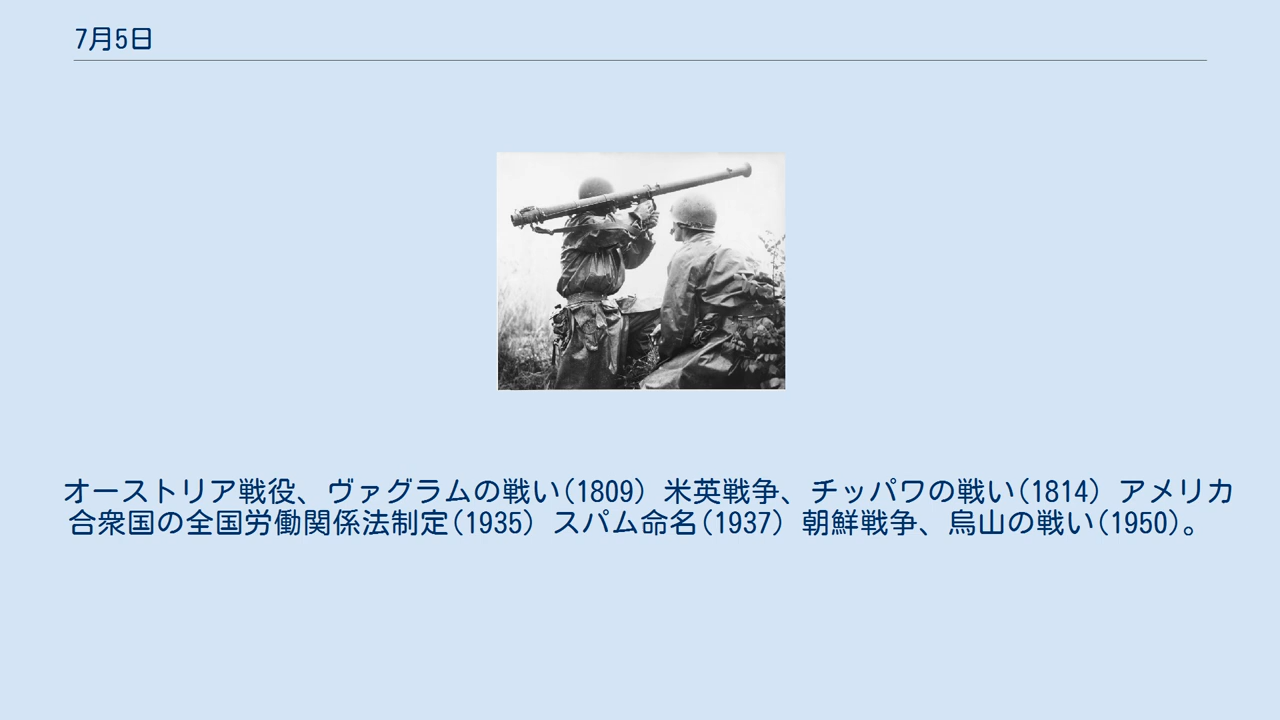 7月5日
オーストリア戦役、ヴァグラムの戦い(1809) 米英戦争、チッパワの戦い(1814) アメリカ
合衆国の全国労働関係法制定(1935) スパム命名(1937) 朝鮮戦争、烏山の戦い(1950)。